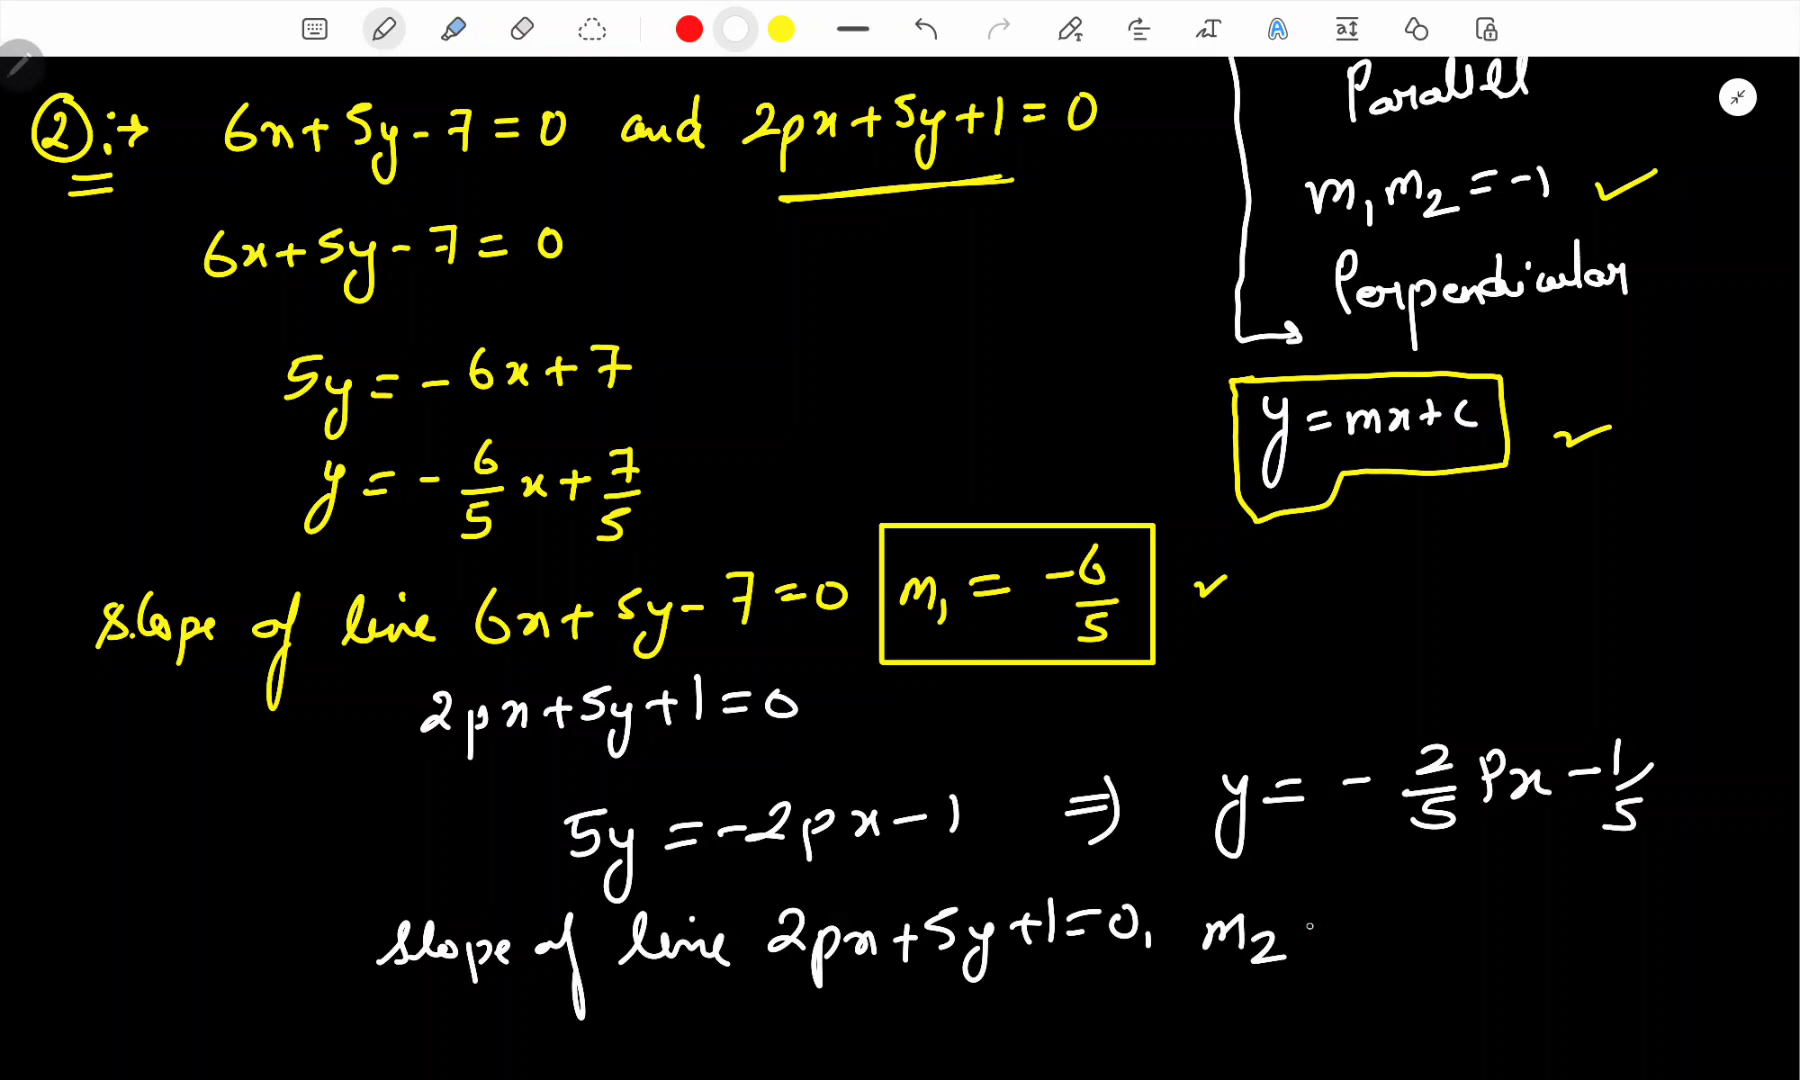 Parallel
②:→ 6x+5y-7=0 and 2px+5y+1=0
m₁m₂=-1 ✓
6x+5y-7=0
Perpendicular
5y=-6x+7
y=mx+c ✓
y=-6/5x+7/5
slope of line 6x+5y-7=0 m₁=-6/5 ✓
2px+5y+1=0
5y=-2px-1 ⇒ y=-2/5Px-1/5
slope of line 2px+5y+1=0, m₂